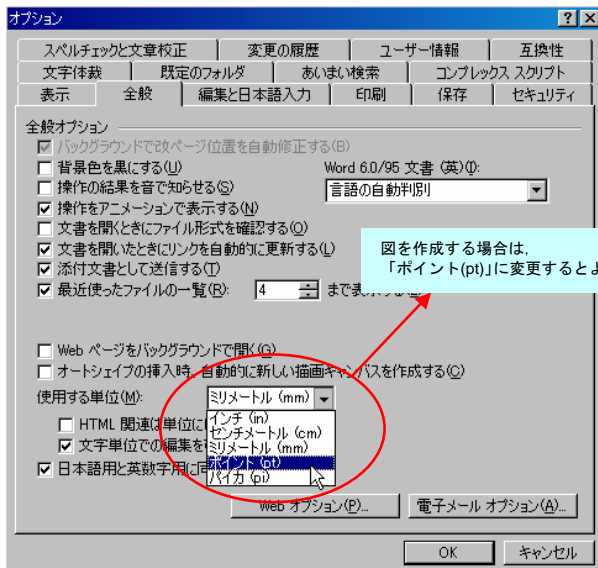 オプション
スペルチェックと文章校正 変更の履歴 ユーザー情報 互換性
文字体裁 既定のフォルダ あいまい検索 コンプレックス スクリプト
表示 全般 編集と日本語入力 印刷 保存 セキュリティ
全般オプション
バックグラウンドで改ページ位置を自動修正する(B)
背景色を黒にする(U) Word 6.0/95 文書 (英)(I):
操作の結果を音で知らせる(S) 言語の自動判別
操作をアニメーションで表示する(N)
文書を開くときにファイル形式を確認する(O)
文書を開いたときにリンクを自動的に更新する(L)
図を作成する場合は,
「ポイント(pt)」に変更するとよ
添付文書として送信する(T)
最近使ったファイルの一覧(R): 4 まで表示する(E)
Web ページをバックグラウンドで開く(G)
オートシェイプの挿入時、自動的に新しい描画キャンバスを作成する(C)
使用する単位(M): ミリメートル (mm)
インチ (in)
センチメートル (cm)
ミリメートル (mm)
ポイント (pt)
パイカ (pi)
HTML 関連は単位に
文字単位での編集を
日本語用と英数字用に
Web オプション(P)... 電子メール オプション(A)...
OK キャンセル